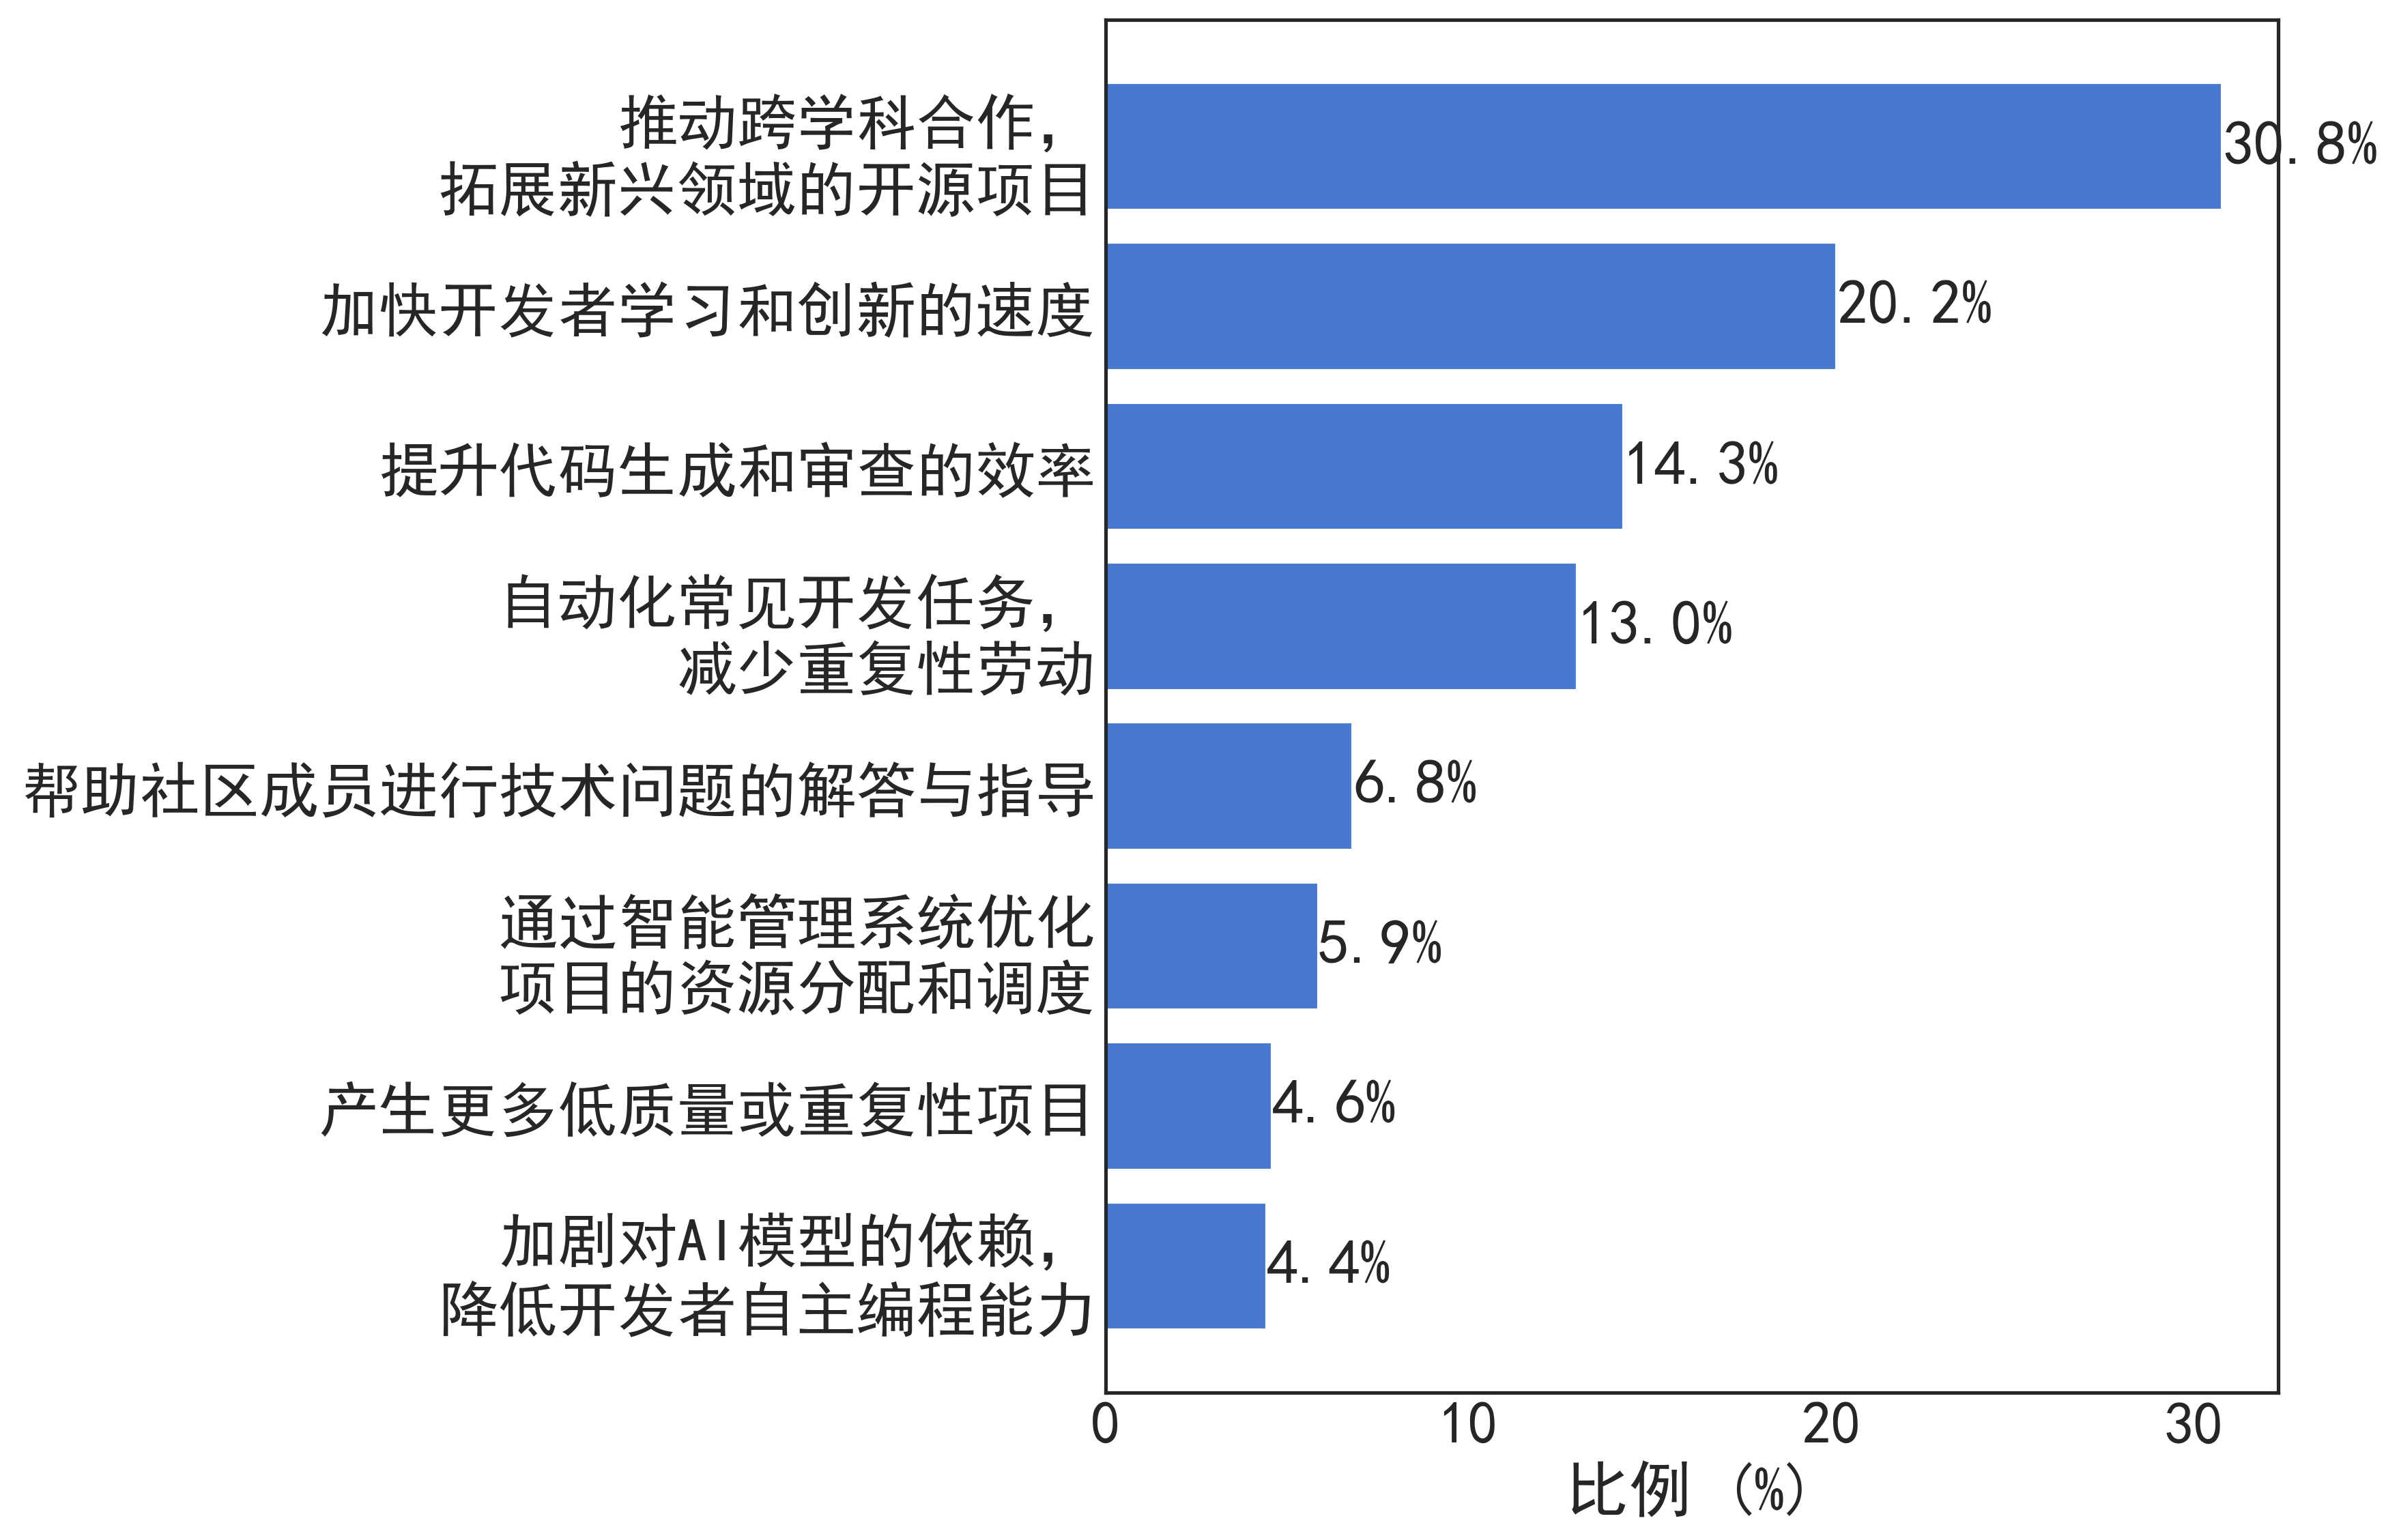 推动跨学科合作，
拓展新兴领域的开源项目
30.8%
加快开发者学习和创新的速度
20.2%
提升代码生成和审查的效率
14.3%
自动化常见开发任务，
减少重复性劳动
13.0%
帮助社区成员进行技术问题的解答与指导
6.8%
通过智能管理系统优化
项目的资源分配和调度
5.9%
产生更多低质量或重复性项目
4.6%
加剧对AI模型的依赖，
降低开发者自主编程能力
4.4%
0 10 20 30
比例 (%)